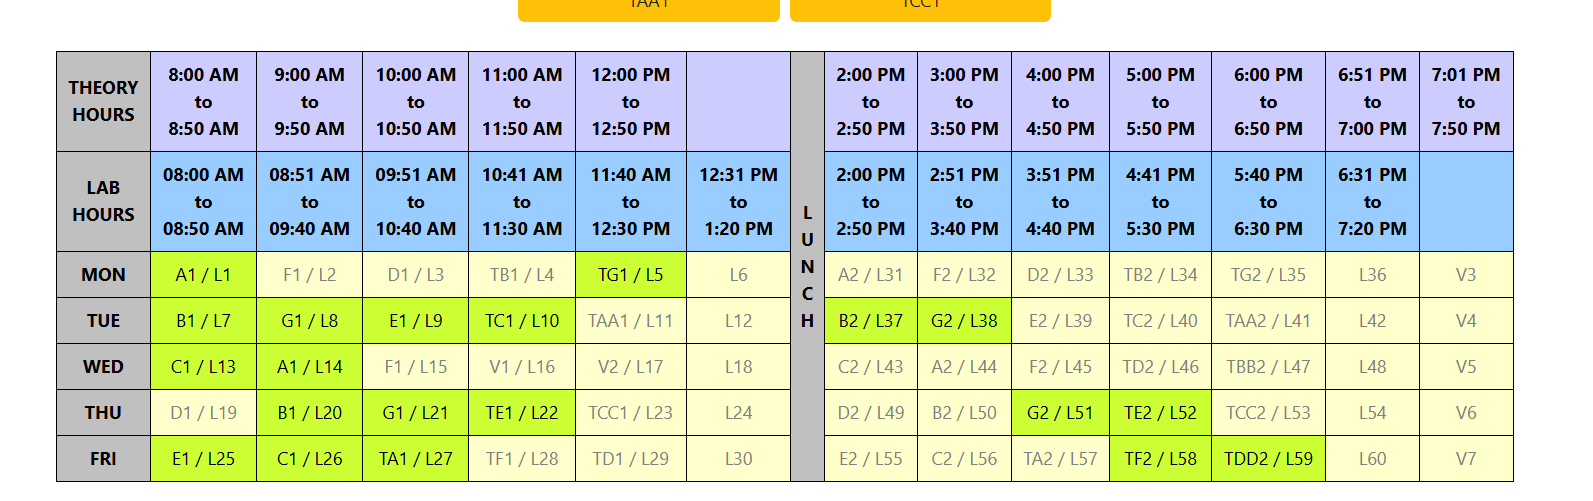 TAA1 TCC1
THEORY HOURS 8:00 AM to 8:50 AM 9:00 AM to 9:50 AM 10:00 AM to 10:50 AM 11:00 AM to 11:50 AM 12:00 PM to 12:50 PM LUNCH 2:00 PM to 2:50 PM 3:00 PM to 3:50 PM 4:00 PM to 4:50 PM 5:00 PM to 5:50 PM 6:00 PM to 6:50 PM 6:51 PM to 7:00 PM 7:01 PM to 7:50 PM
LAB HOURS 08:00 AM to 08:50 AM 08:51 AM to 09:40 AM 09:51 AM to 10:40 AM 10:41 AM to 11:30 AM 11:40 AM to 12:30 PM 12:31 PM to 1:20 PM 2:00 PM to 2:50 PM 2:51 PM to 3:40 PM 3:51 PM to 4:40 PM 4:41 PM to 5:30 PM 5:40 PM to 6:30 PM 6:31 PM to 7:20 PM
MON A1 / L1 F1 / L2 D1 / L3 TB1 / L4 TG1 / L5 L6 A2 / L31 F2 / L32 D2 / L33 TB2 / L34 TG2 / L35 L36 V3
TUE B1 / L7 G1 / L8 E1 / L9 TC1 / L10 TAA1 / L11 L12 B2 / L37 G2 / L38 E2 / L39 TC2 / L40 TAA2 / L41 L42 V4
WED C1 / L13 A1 / L14 F1 / L15 V1 / L16 V2 / L17 L18 C2 / L43 A2 / L44 F2 / L45 TD2 / L46 TBB2 / L47 L48 V5
THU D1 / L19 B1 / L20 G1 / L21 TE1 / L22 TCC1 / L23 L24 D2 / L49 B2 / L50 G2 / L51 TE2 / L52 TCC2 / L53 L54 V6
FRI E1 / L25 C1 / L26 TA1 / L27 TF1 / L28 TD1 / L29 L30 E2 / L55 C2 / L56 TA2 / L57 TF2 / L58 TDD2 / L59 L60 V7